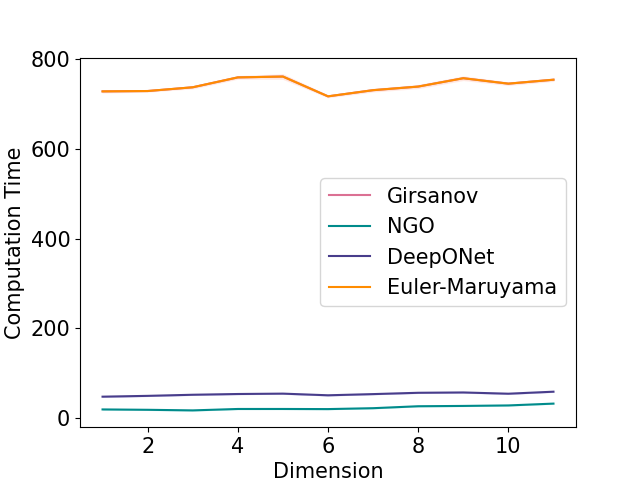 800
600
400
200
0
Computation Time
Girsanov
NGO
DeepONet
Euler-Maruyama
2 4 6 8 10
Dimension